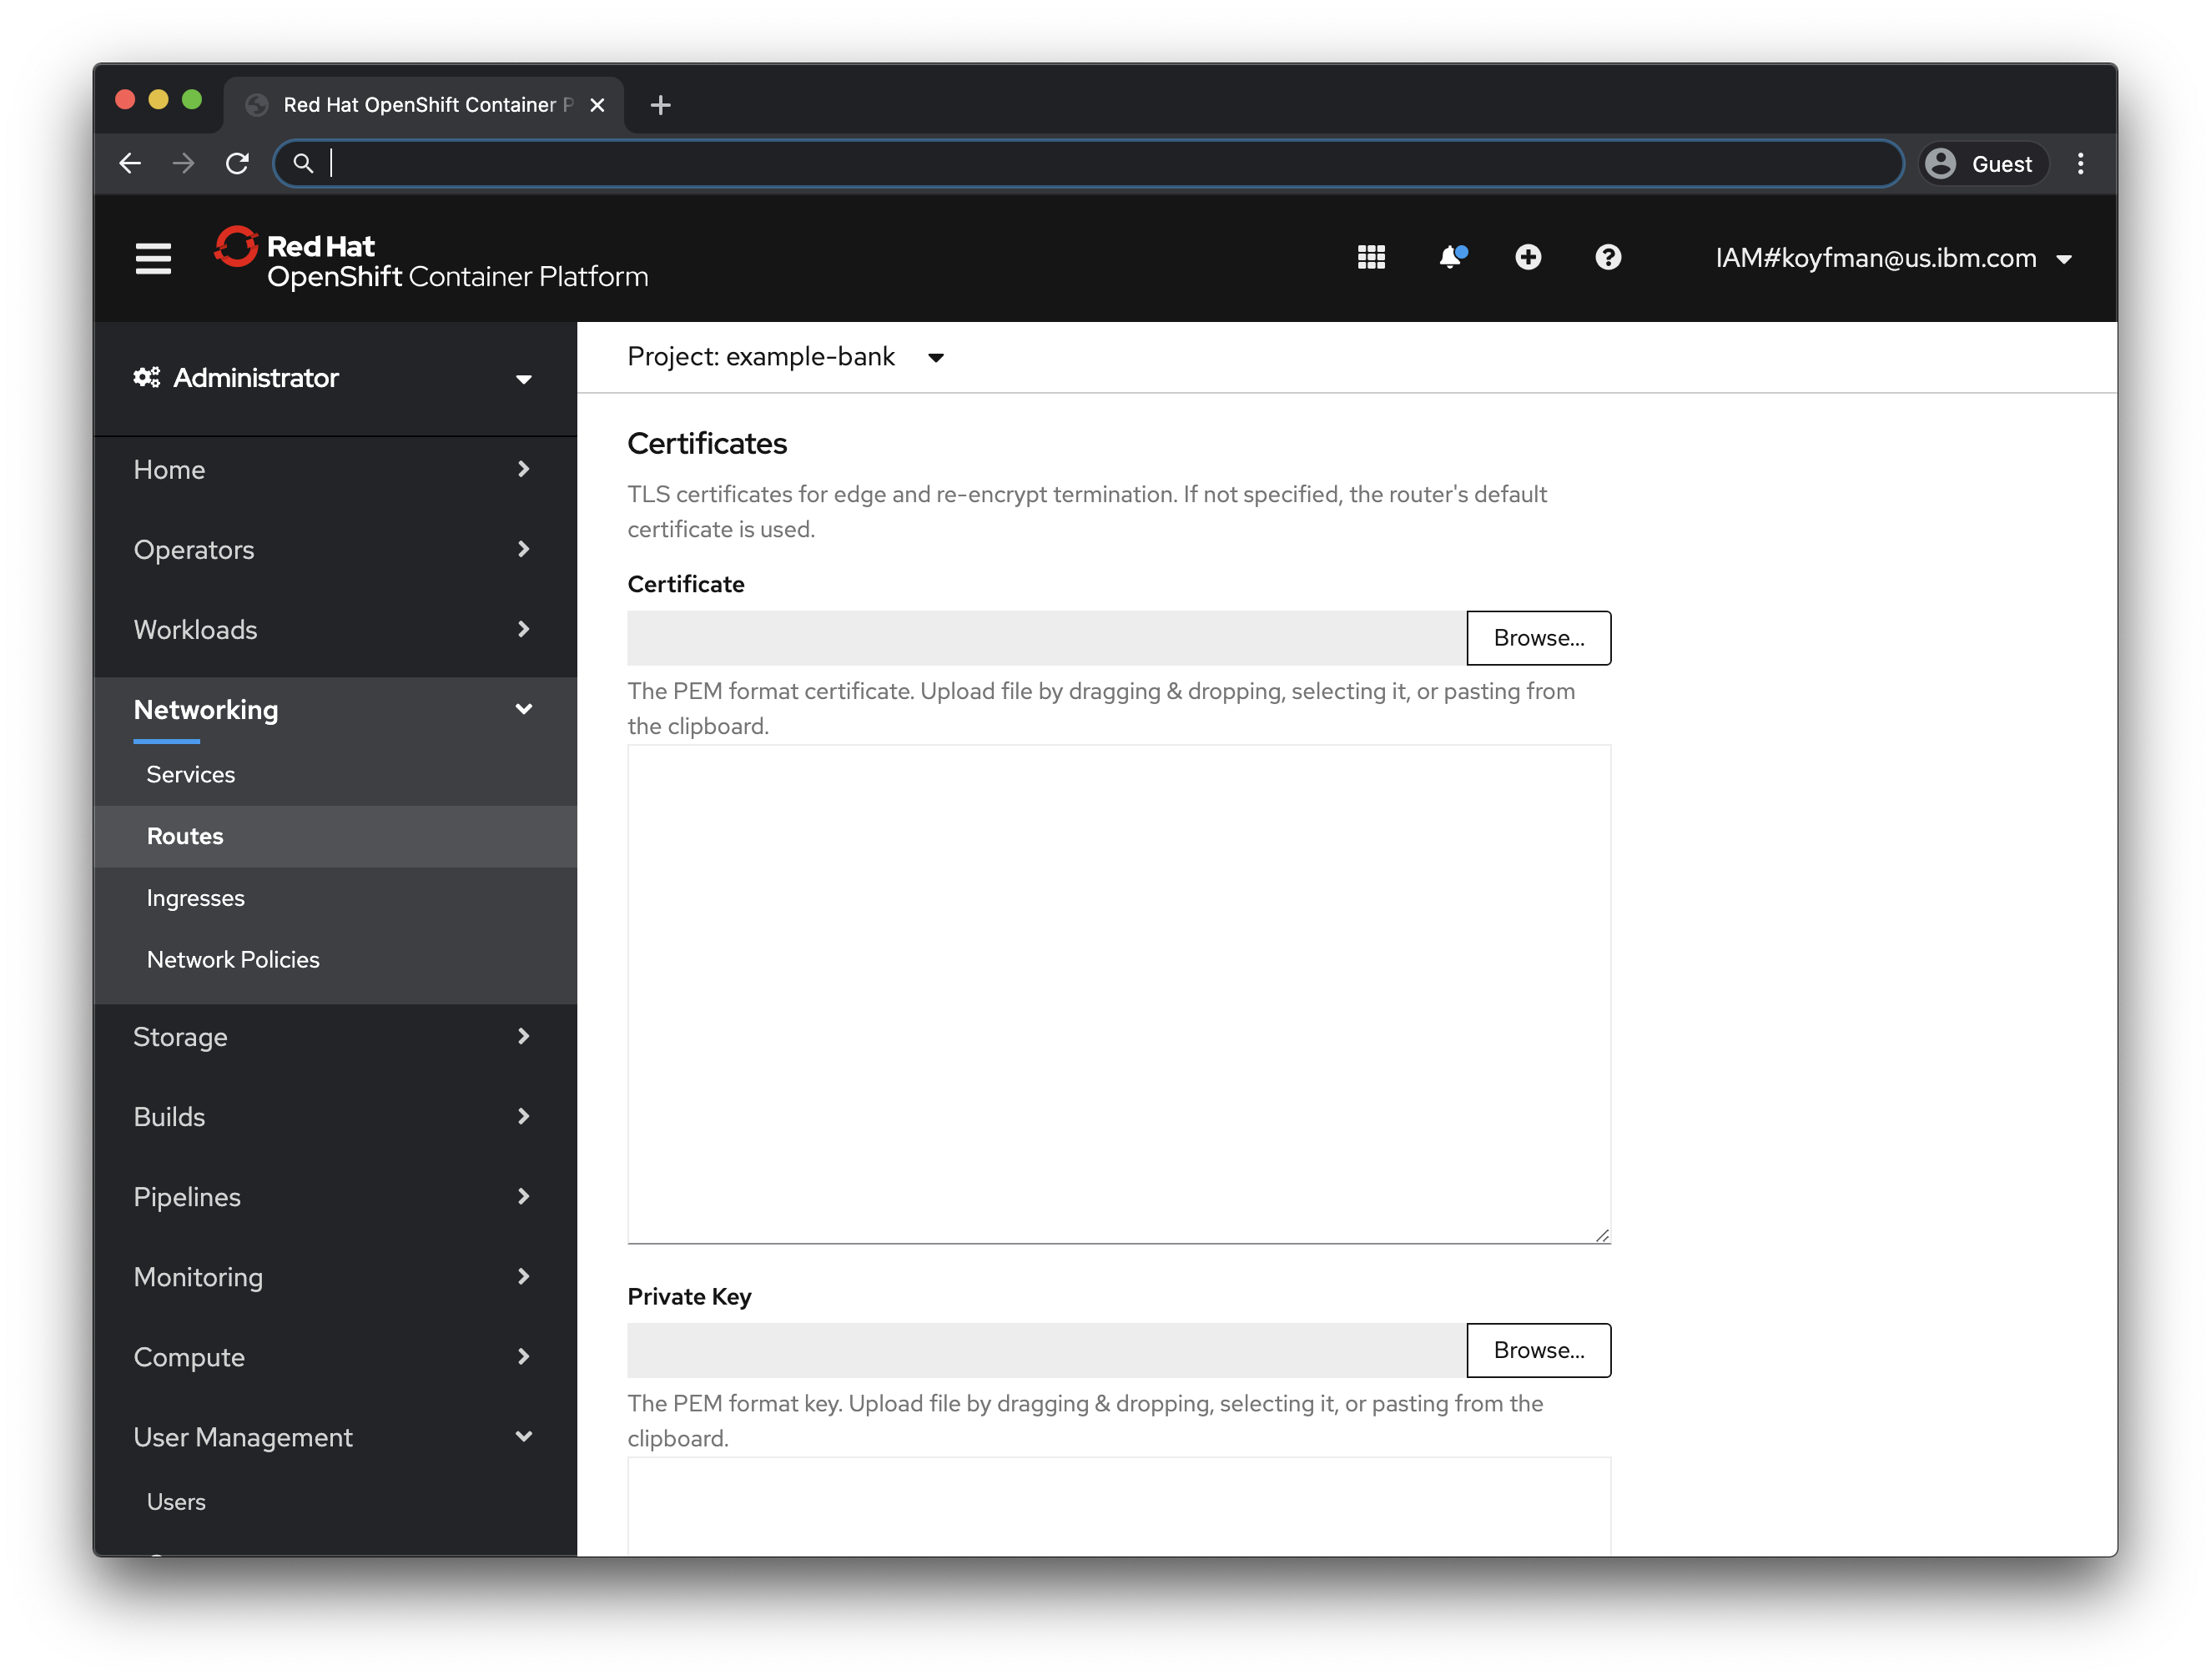 Red Hat OpenShift Container P
Guest
Red Hat
OpenShift Container Platform
IAM#koyfman@us.ibm.com
Administrator
Home
Operators
Workloads
Networking
Services
Routes
Ingresses
Network Policies
Storage
Builds
Pipelines
Monitoring
Compute
User Management
Users
Project: example-bank
Certificates
TLS certificates for edge and re-encrypt termination. If not specified, the router's default
certificate is used.
Certificate
Browse...
The PEM format certificate. Upload file by dragging & dropping, selecting it, or pasting from
the clipboard.
Private Key
Browse...
The PEM format key. Upload file by dragging & dropping, selecting it, or pasting from the
clipboard.